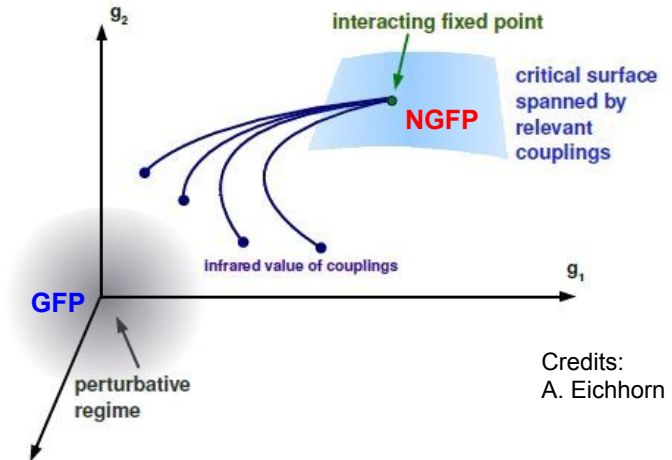 g2
interacting fixed point
critical surface
spanned by
relevant
couplings
NGFP
infrared value of couplings
g1
GFP
perturbative
regime
Credits:
A. Eichhorn